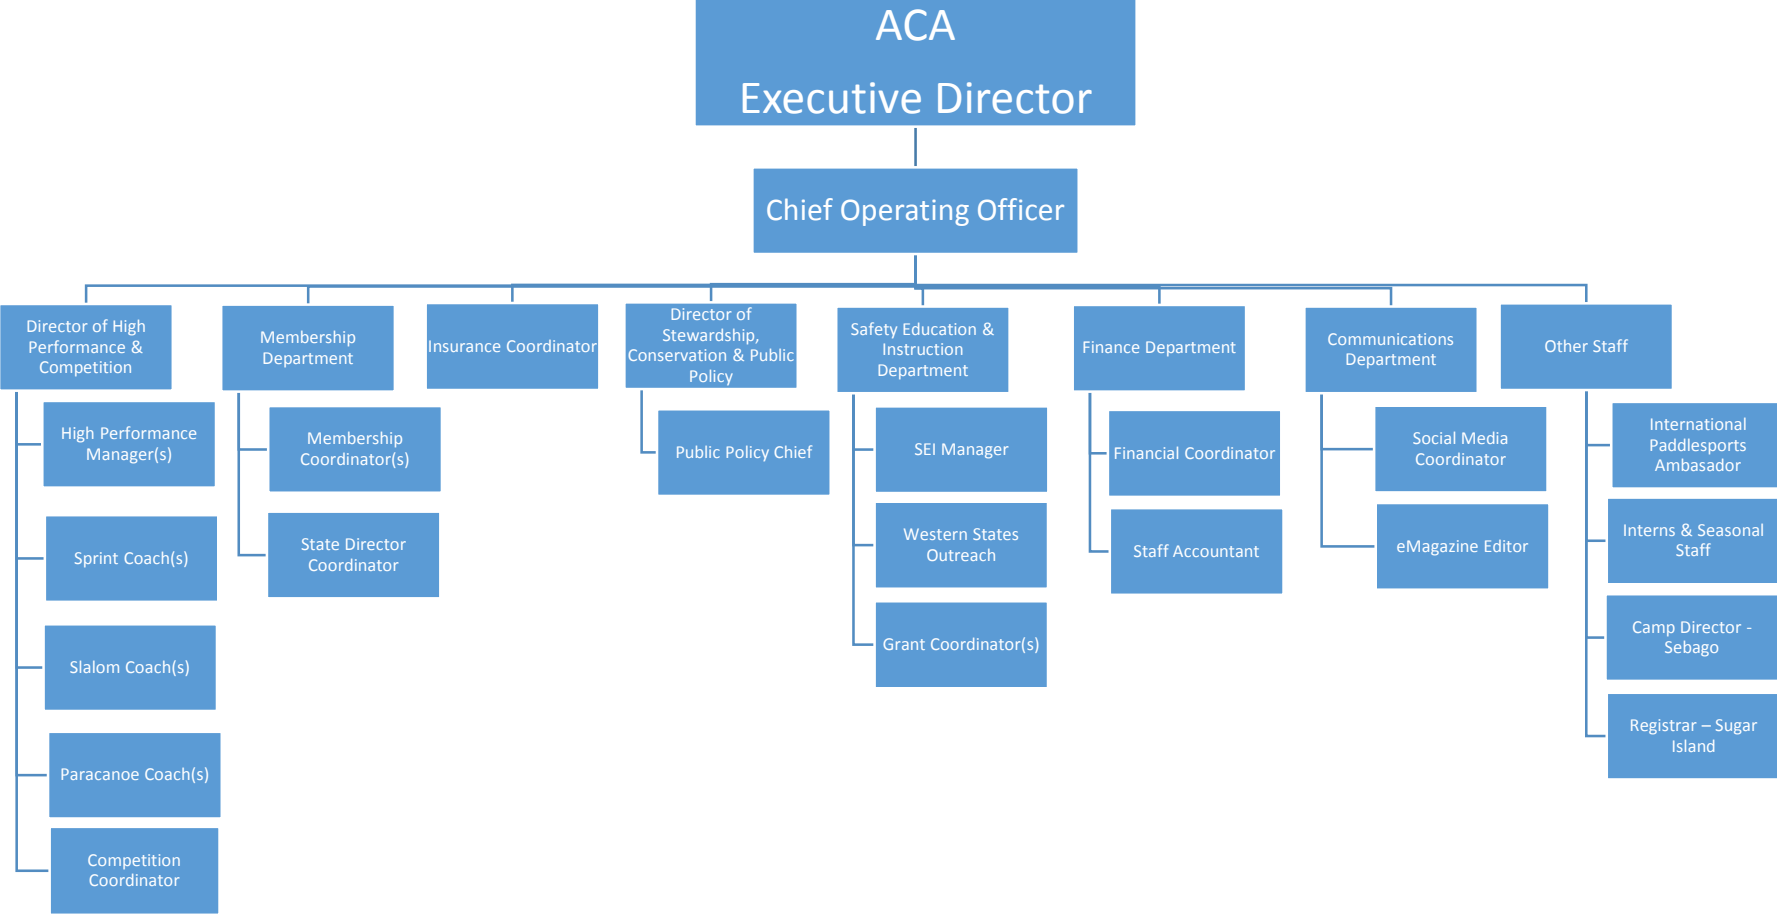 ACA
Executive Director
Chief Operating Officer
Director of High
Performance &
Competition
High Performance
Manager(s)
Sprint Coach(s)
Slalom Coach(s)
Paracanoe Coach(s)
Competition
Coordinator
Membership
Department
Membership
Coordinator(s)
State Director
Coordinator
Insurance Coordinator
Director of
Stewardship,
Conservation & Public
Policy
Public Policy Chief
Safety Education &
Instruction
Department
SEI Manager
Western States
Outreach
Grant Coordinator(s)
Finance Department
Financial Coordinator
Staff Accountant
Communications
Department
Social Media
Coordinator
eMagazine Editor
Other Staff
International
Paddlesports
Ambasador
Interns & Seasonal
Staff
Camp Director -
Sebago
Registrar – Sugar
Island